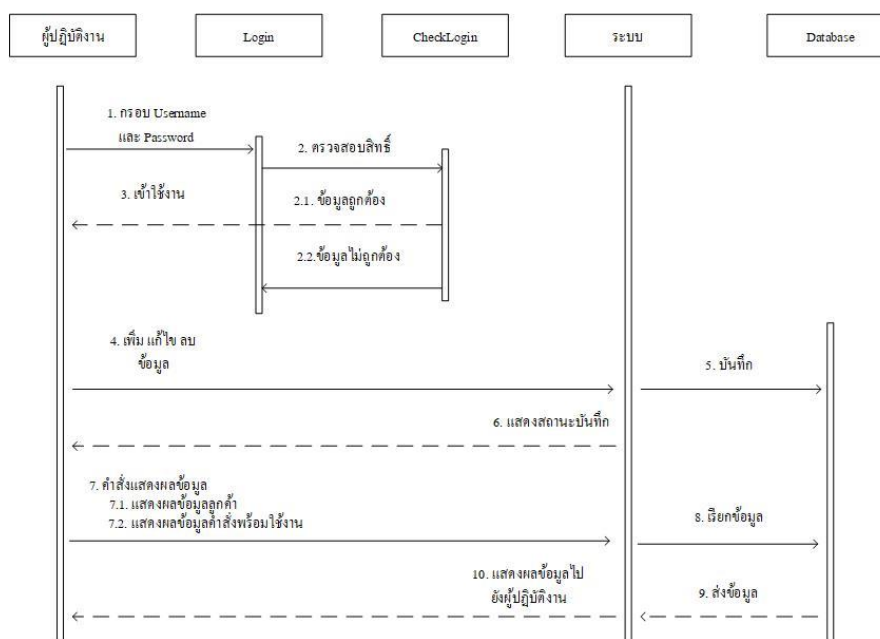 ผู้ปฏิบัติงาน
Login
CheckLogin
ระบบ
Database
1. กรอก Username
และ Password
2. ตรวจสอบสิทธิ์
3. เข้าใช้งาน
2.1. ข้อมูลถูกต้อง
2.2.ข้อมูลไม่ถูกต้อง
4. เพิ่ม แก้ไข ลบ
ข้อมูล
5. บันทึก
6. แสดงสถานะบันทึก
7. คำสั่งแสดงผลข้อมูล
7.1. แสดงผลข้อมูลลูกค้า
7.2. แสดงผลข้อมูลคำสั่งพร้อมใช้งาน
8. เรียกข้อมูล
10. แสดงผลข้อมูลไป
ยังผู้ปฏิบัติงาน
9. ส่งข้อมูล